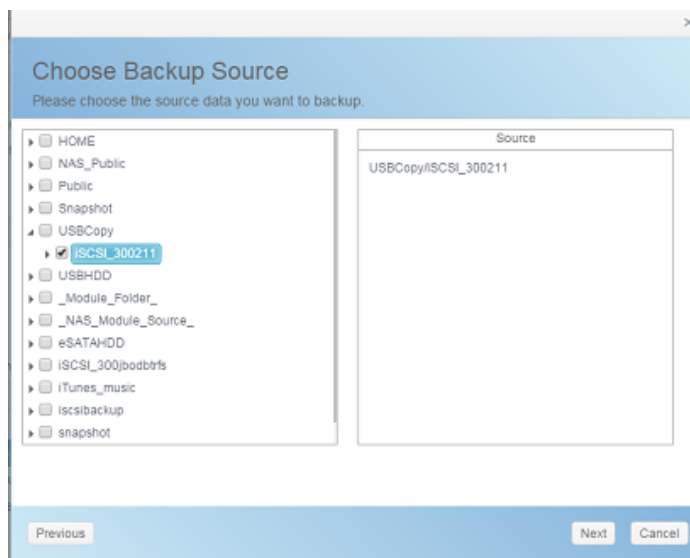 Choose Backup Source
Please choose the source data you want to backup.
HOME
NAS_Public
Public
Snapshot
USBCopy
iSCSI_300211
USBHDD
_Module_Folder_
_NAS_Module_Source_
eSATAHDD
iSCSI_300jbodbtrfs
iTunes_music
iscsibackup
snapshot
Source
USBCopy/iSCSI_300211
Previous
Next
Cancel